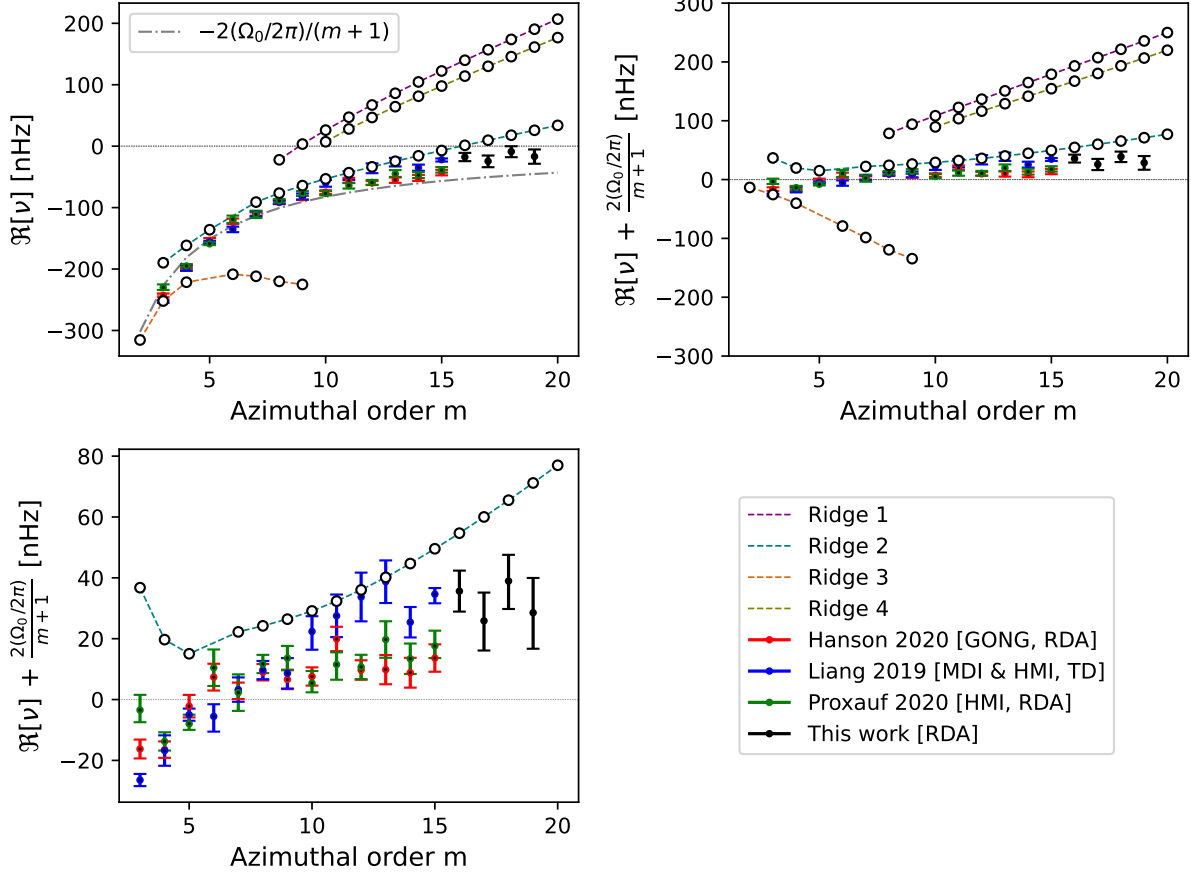 200
100
0
−100
−200
−300
ℜ[ν] [nHz]
−2(Ω₀/2π)/(m + 1)
5
10
15
20
Azimuthal order m
300
200
100
0
−100
−200
−300
ℜ[ν] + 2(Ω₀/2π)/m + 1 [nHz]
5
10
15
20
Azimuthal order m
80
60
40
20
0
−20
ℜ[ν] + 2(Ω₀/2π)/m + 1 [nHz]
5
10
15
20
Azimuthal order m
Ridge 1
Ridge 2
Ridge 3
Ridge 4
Hanson 2020 [GONG, RDA]
Liang 2019 [MDI & HMI, TD]
Proxauf 2020 [HMI, RDA]
This work [RDA]